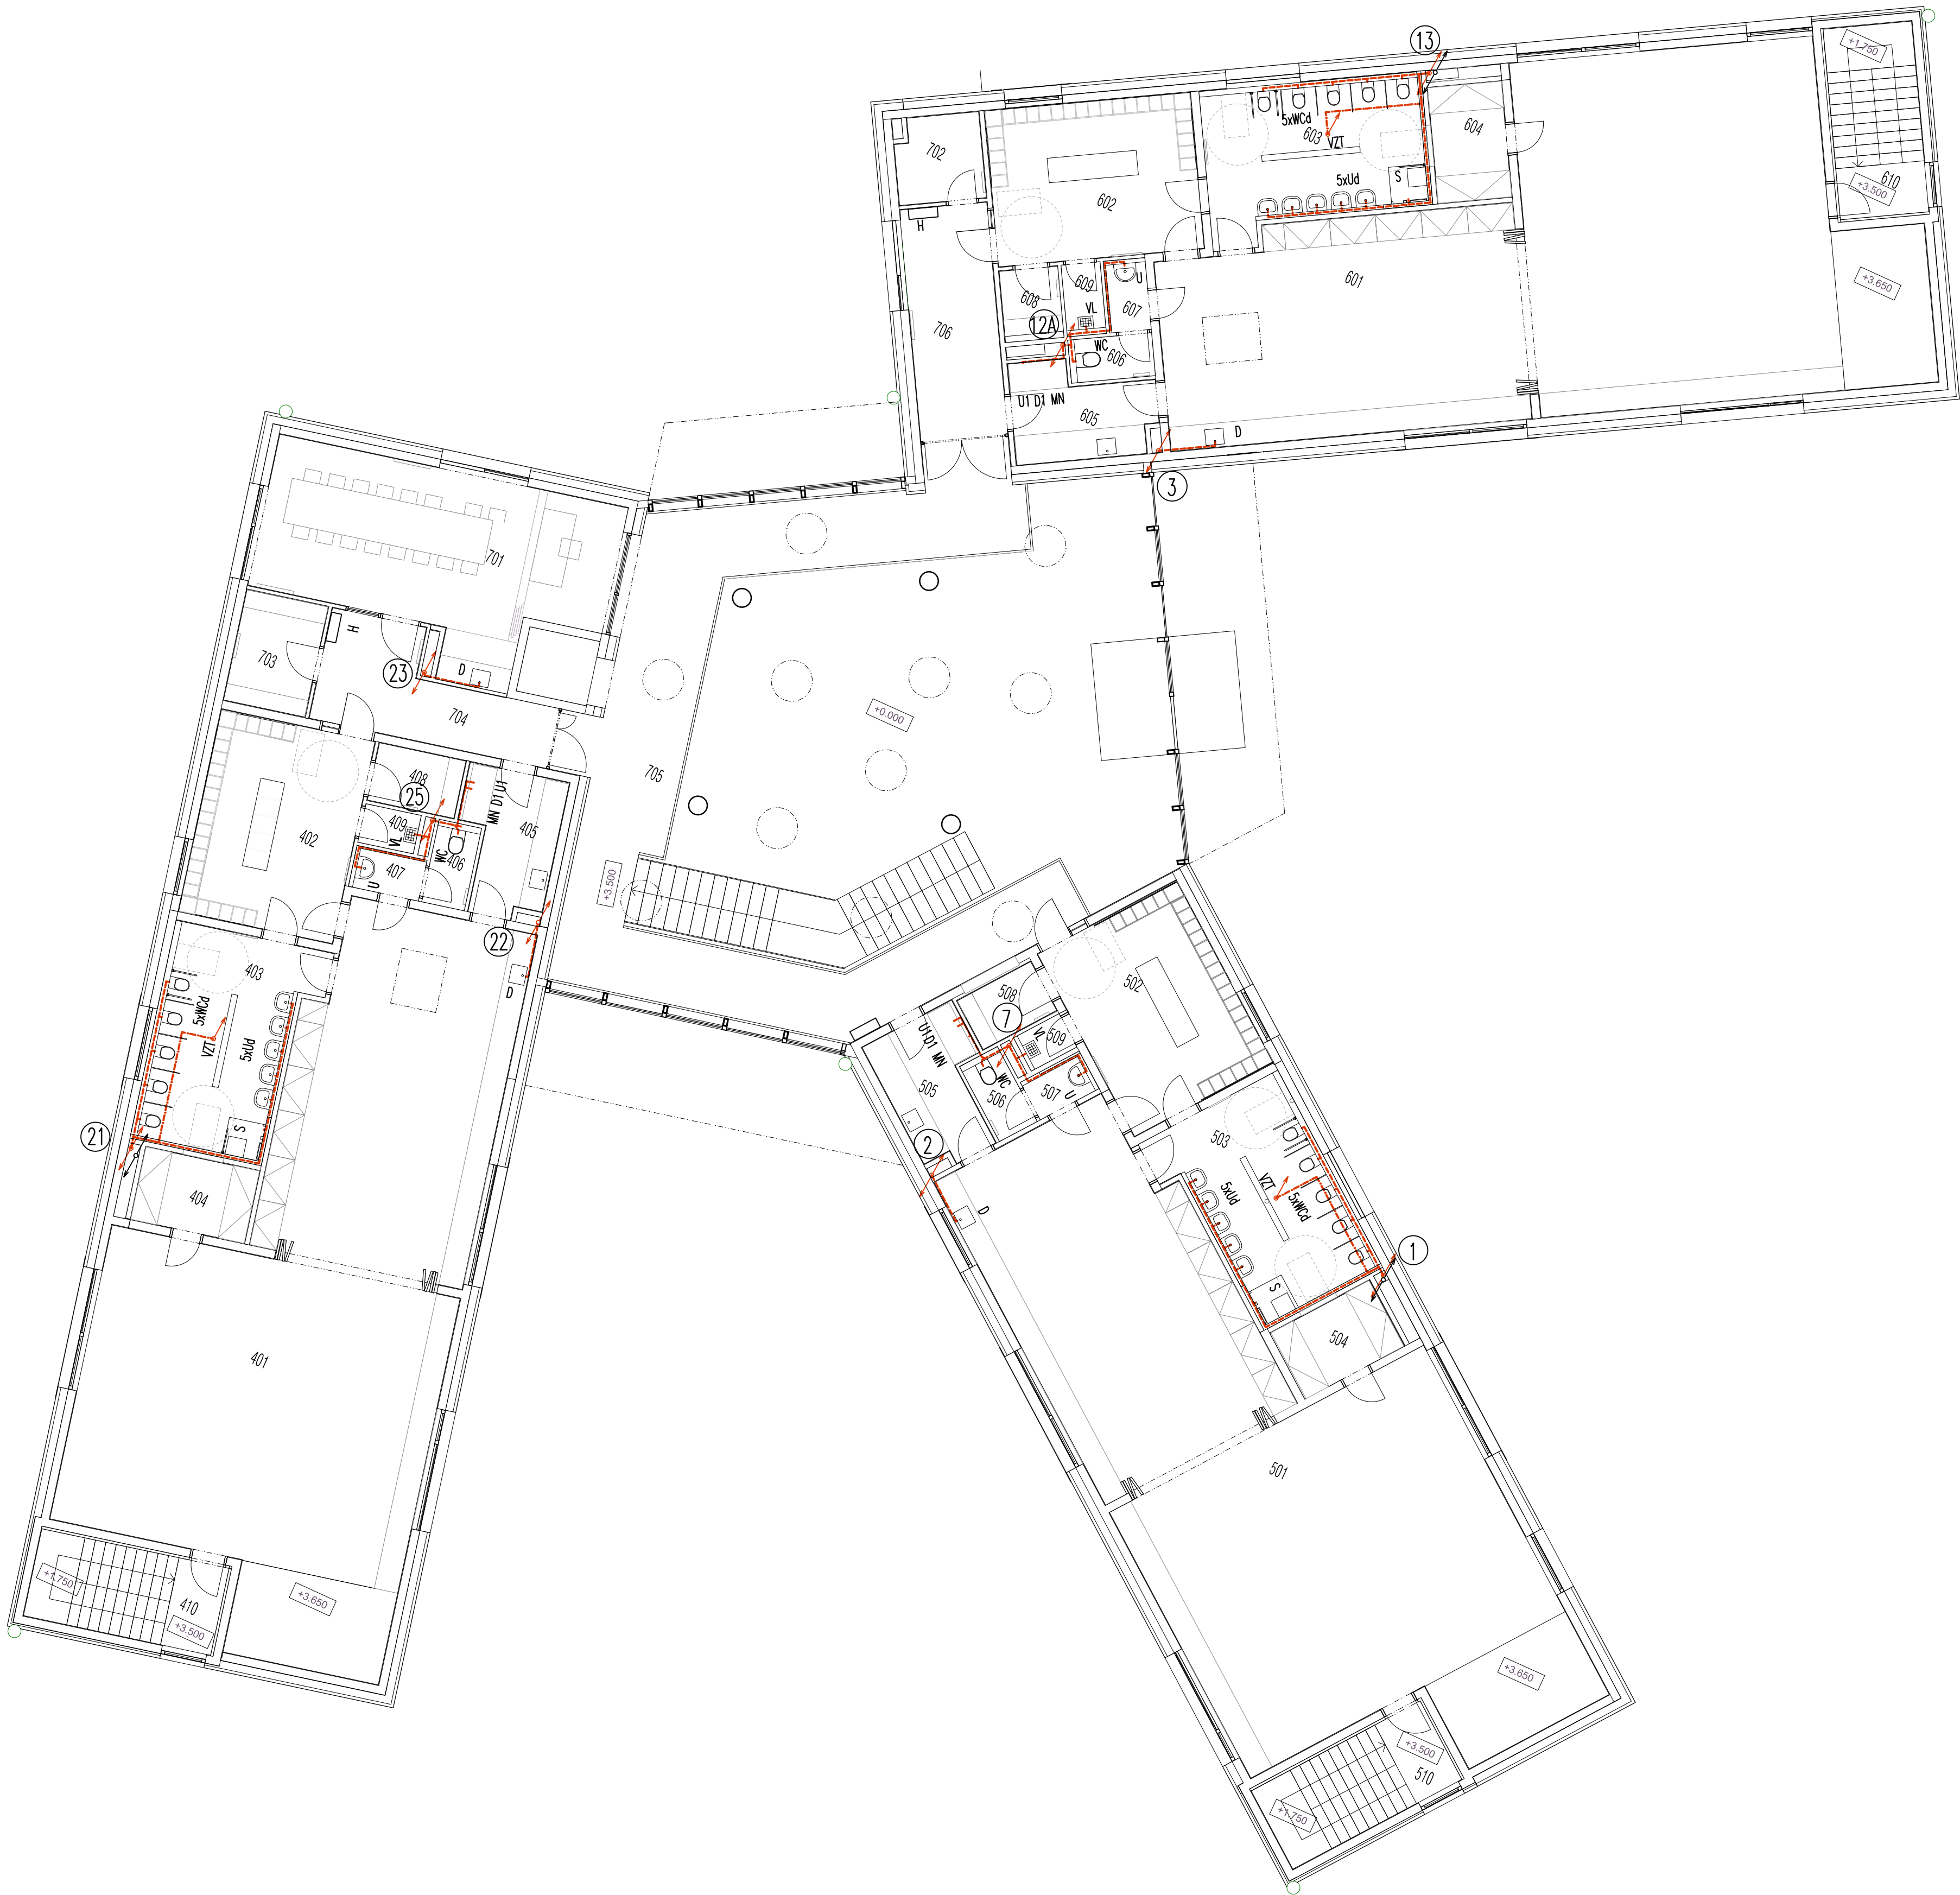 13
+1.750
604
5xWCd
603
VZT
702
610
+3.500
S
5xUd
602
H
601
+3.650
609
U
608
607
VL
12A
706
WC
606
U1 D1 MN
605
D
3
701
H
703
23
D
704
+0.000
705
408
25
MN D1 U1
409
VL
405
402
WC
406
407
U
+3.500
22
403
D
5xWCd
VZT
5xUd
S
21
404
401
+1.750
410
+3.500
+3.650
502
508
7
U1 D1 MN
VL
509
WC
505
506
507
U
2
503
D
5xUd
VZT
5xWCd
1
S
504
501
+3.650
+3.500
510
+1.750